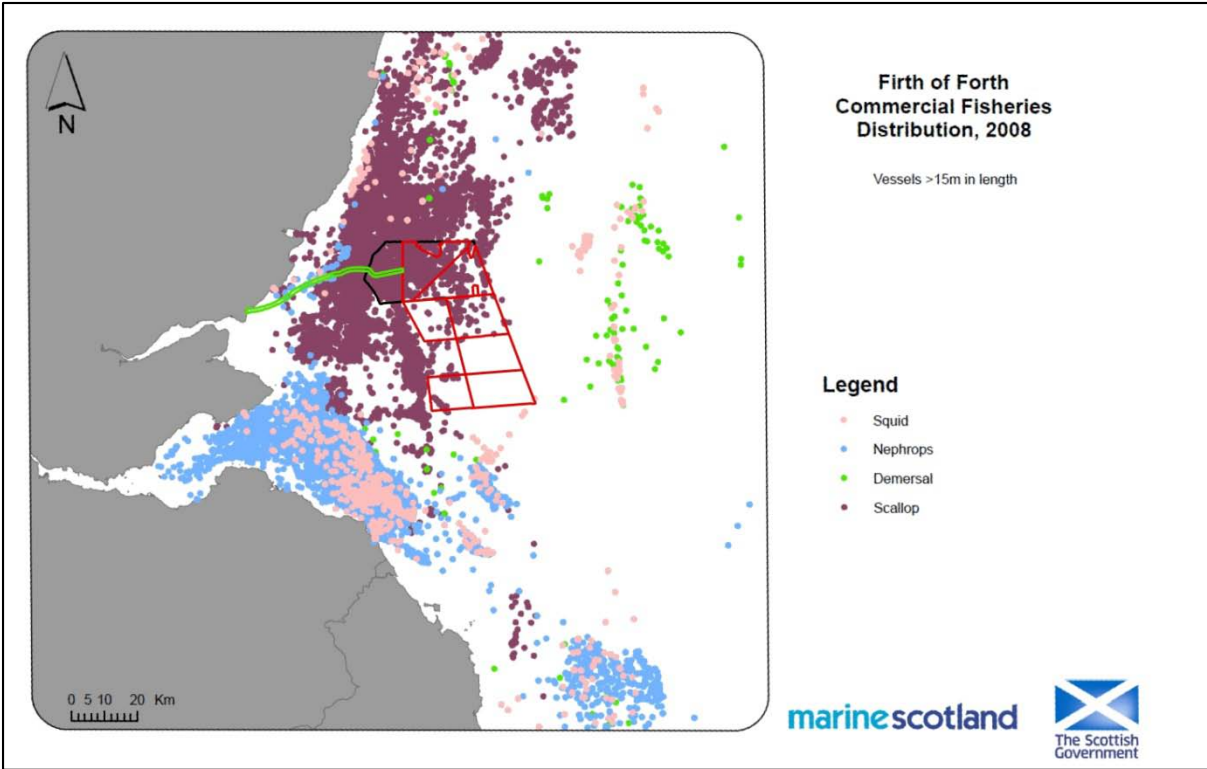 Firth of Forth
Commercial Fisheries
Distribution, 2008
Vessels >15m in length
N
Legend
Squid
Nephrops
Demersal
Scallop
0 5 10 20 Km
marinescotland
The Scottish
Government